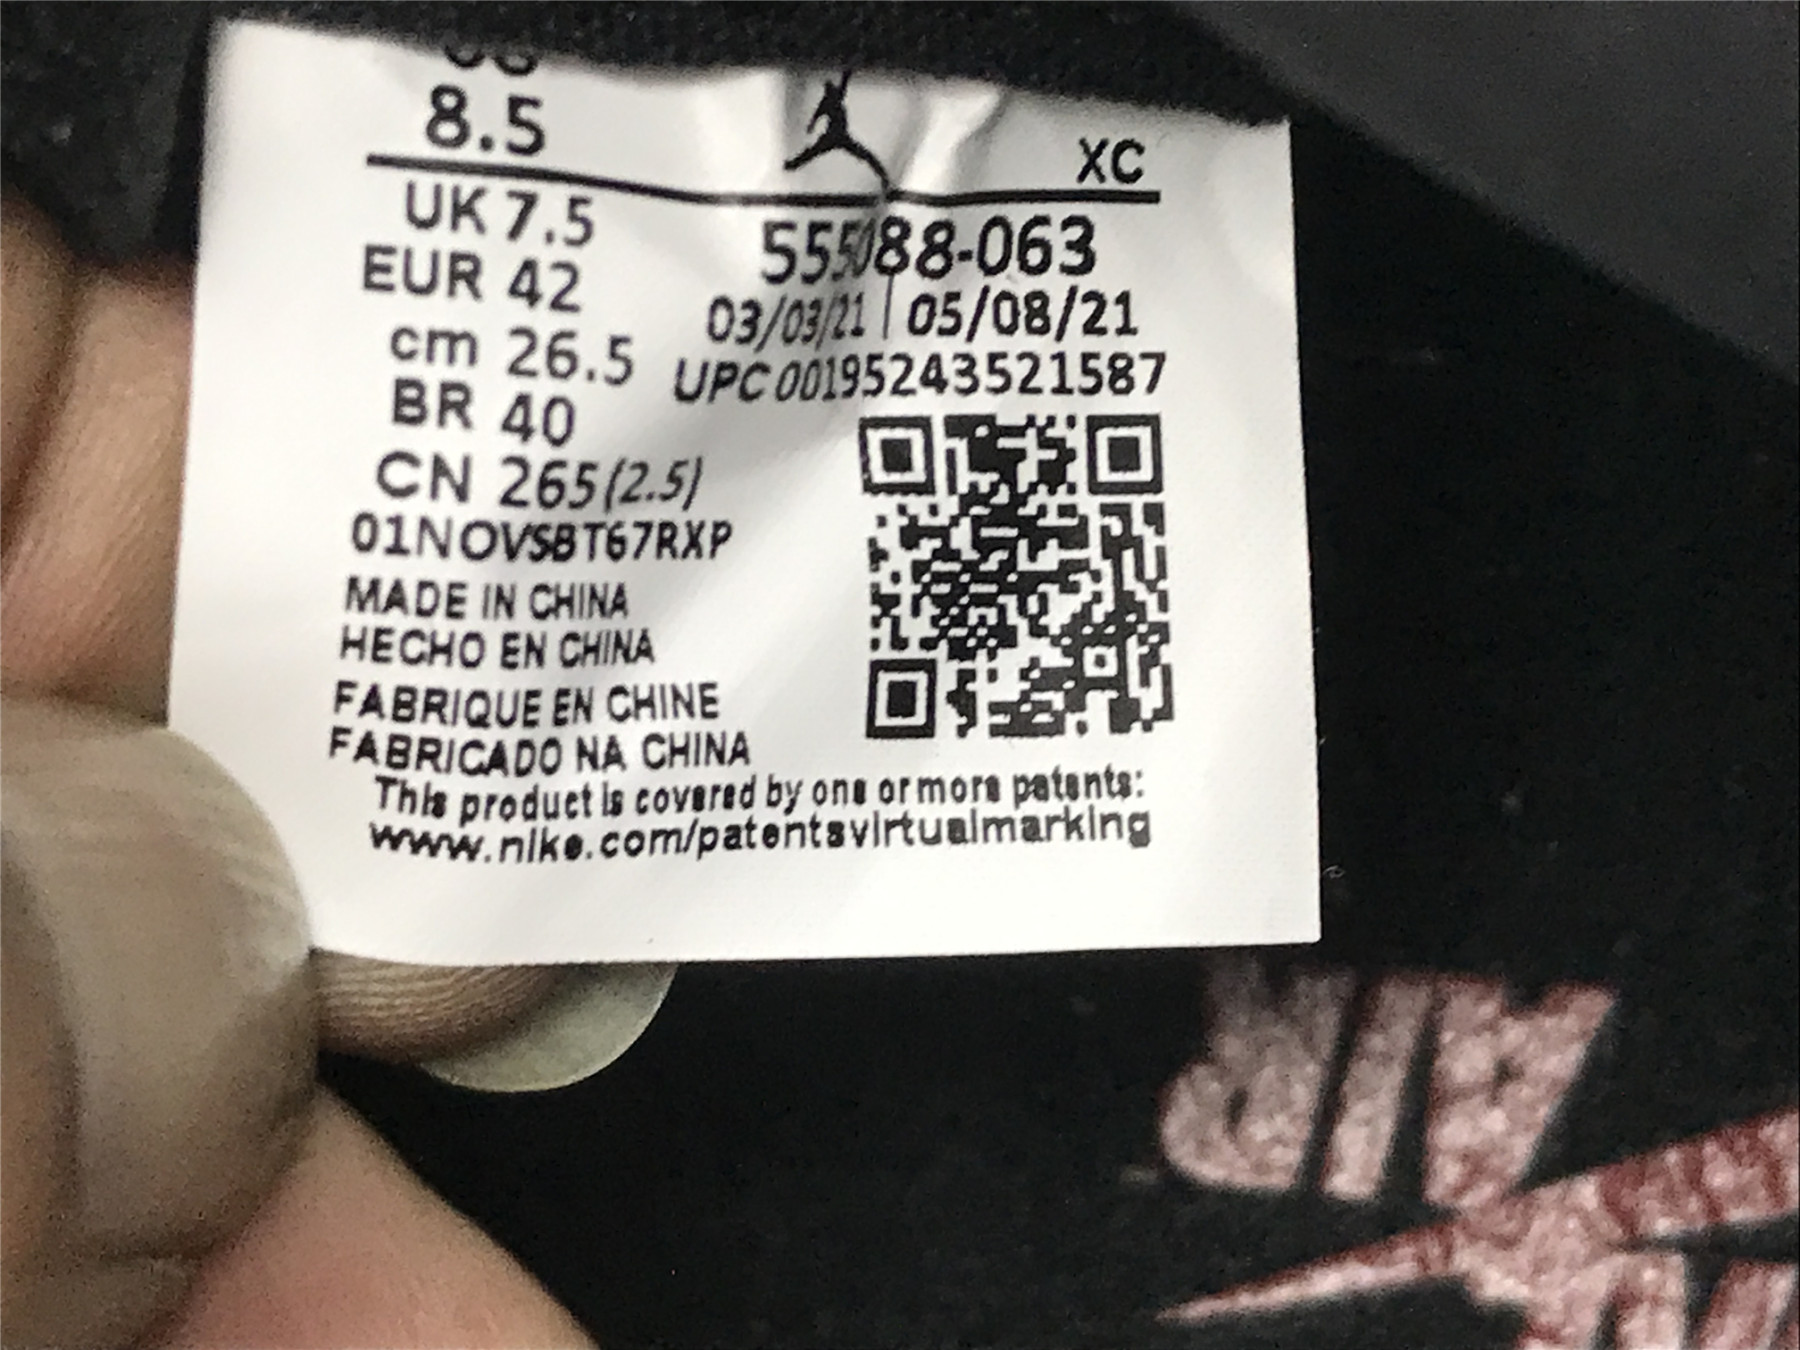 US
8.5
XC
UK 7.5
EUR 42
cm 26.5
BR 40
CN 265(2.5)
01NOVSBT67RXP
555088-063
03/03/21 | 05/08/21
UPC 00195243521587
MADE IN CHINA
HECHO EN CHINA
FABRIQUE EN CHINE
FABRICADO NA CHINA
This product is covered by one or more patents:
www.nike.com/patentsvirtualmarking
AIR